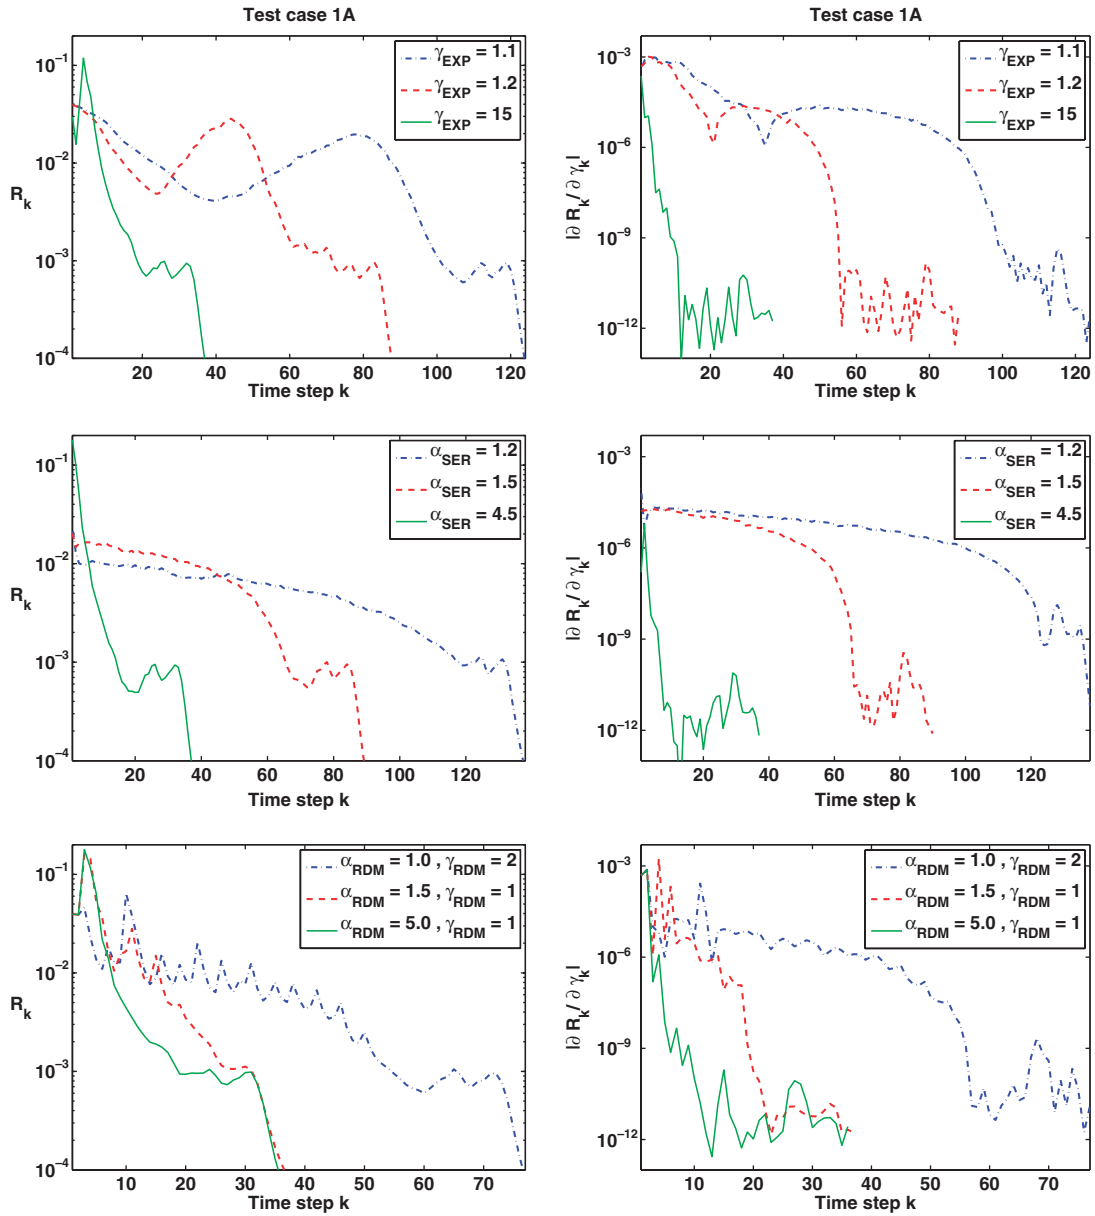 Test case 1A
Test case 1A
γEXP = 1.1
γEXP = 1.2
γEXP = 15
10−1
10−2
10−3
10−4
Rk
20 40 60 80 100 120
Time step k
γEXP = 1.1
γEXP = 1.2
γEXP = 15
10−3
10−6
10−9
10−12
|∂ Rk/ ∂ γk|
20 40 60 80 100 120
Time step k
αSER = 1.2
αSER = 1.5
αSER = 4.5
10−1
10−2
10−3
10−4
Rk
20 40 60 80 100 120
Time step k
αSER = 1.2
αSER = 1.5
αSER = 4.5
10−3
10−6
10−9
10−12
|∂ Rk/ ∂ γk|
20 40 60 80 100 120
Time step k
αRDM = 1.0 , γRDM = 2
αRDM = 1.5 , γRDM = 1
αRDM = 5.0 , γRDM = 1
10−1
10−2
10−3
10−4
Rk
10 20 30 40 50 60 70
Time step k
αRDM = 1.0 , γRDM = 2
αRDM = 1.5 , γRDM = 1
αRDM = 5.0 , γRDM = 1
10−3
10−6
10−9
10−12
|∂ Rk/ ∂ γk|
10 20 30 40 50 60 70
Time step k